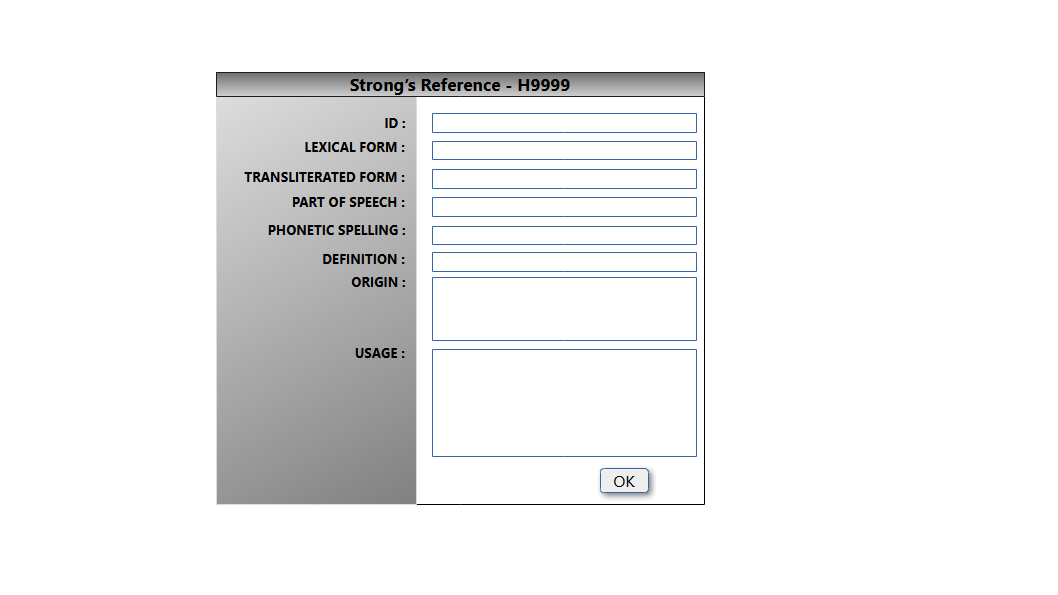 Strong's Reference - H9999
ID :
LEXICAL FORM :
TRANSLITERATED FORM :
PART OF SPEECH :
PHONETIC SPELLING :
DEFINITION :
ORIGIN :
USAGE :
OK